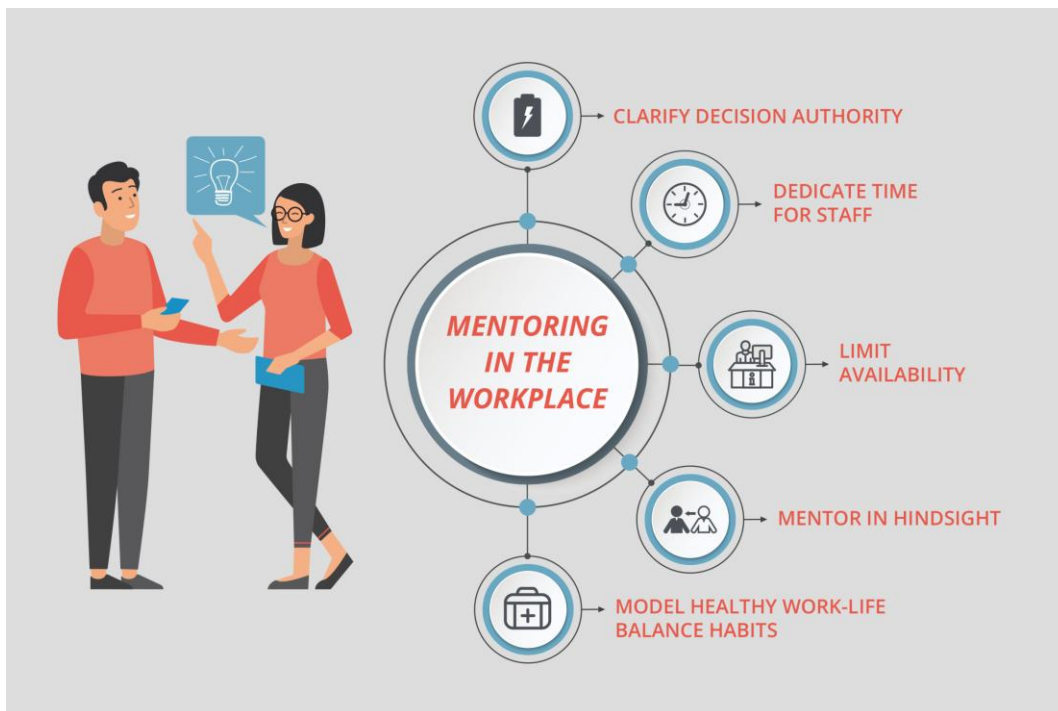 CLARIFY DECISION AUTHORITY
DEDICATE TIME
FOR STAFF
MENTORING
IN THE
WORKPLACE
LIMIT
AVAILABILITY
MENTOR IN HINDSIGHT
MODEL HEALTHY WORK-LIFE
BALANCE HABITS